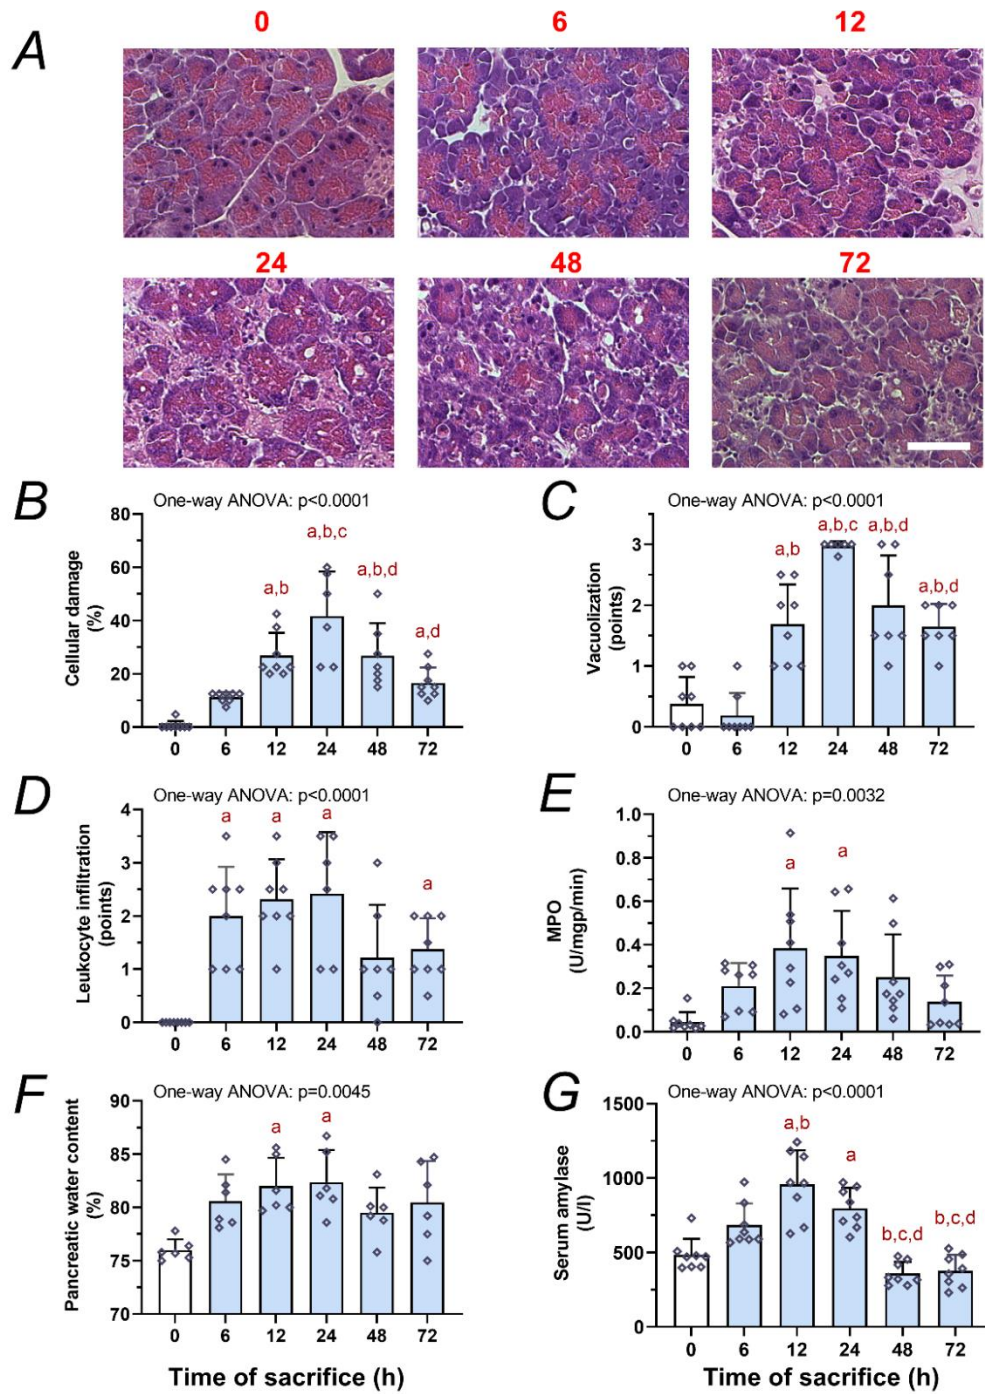 A
0 6 12
24 48 72
B
One-way ANOVA: p<0.0001
Cellular damage
(%)
80
60
40
20
0
a,b
a,b,c
a,b,d
a,d
0 6 12 24 48 72
C
One-way ANOVA: p<0.0001
Vacuolization
(points)
3
2
1
0
a,b
a,b,c
a,b,d
a,b,d
0 6 12 24 48 72
D
One-way ANOVA: p<0.0001
Leukocyte infiltration
(points)
4
3
2
1
0
a a a a
0 6 12 24 48 72
E
One-way ANOVA: p=0.0032
MPO
(U/mgp/min)
1.0
0.8
0.6
0.4
0.2
0.0
a a
0 6 12 24 48 72
F
One-way ANOVA: p=0.0045
Pancreatic water content
(%)
90
85
80
75
70
a a
0 6 12 24 48 72
Time of sacrifice (h)
G
One-way ANOVA: p<0.0001
Serum amylase
(U/l)
1500
1000
500
0
a,b
a
b,c,d
b,c,d
0 6 12 24 48 72
Time of sacrifice (h)